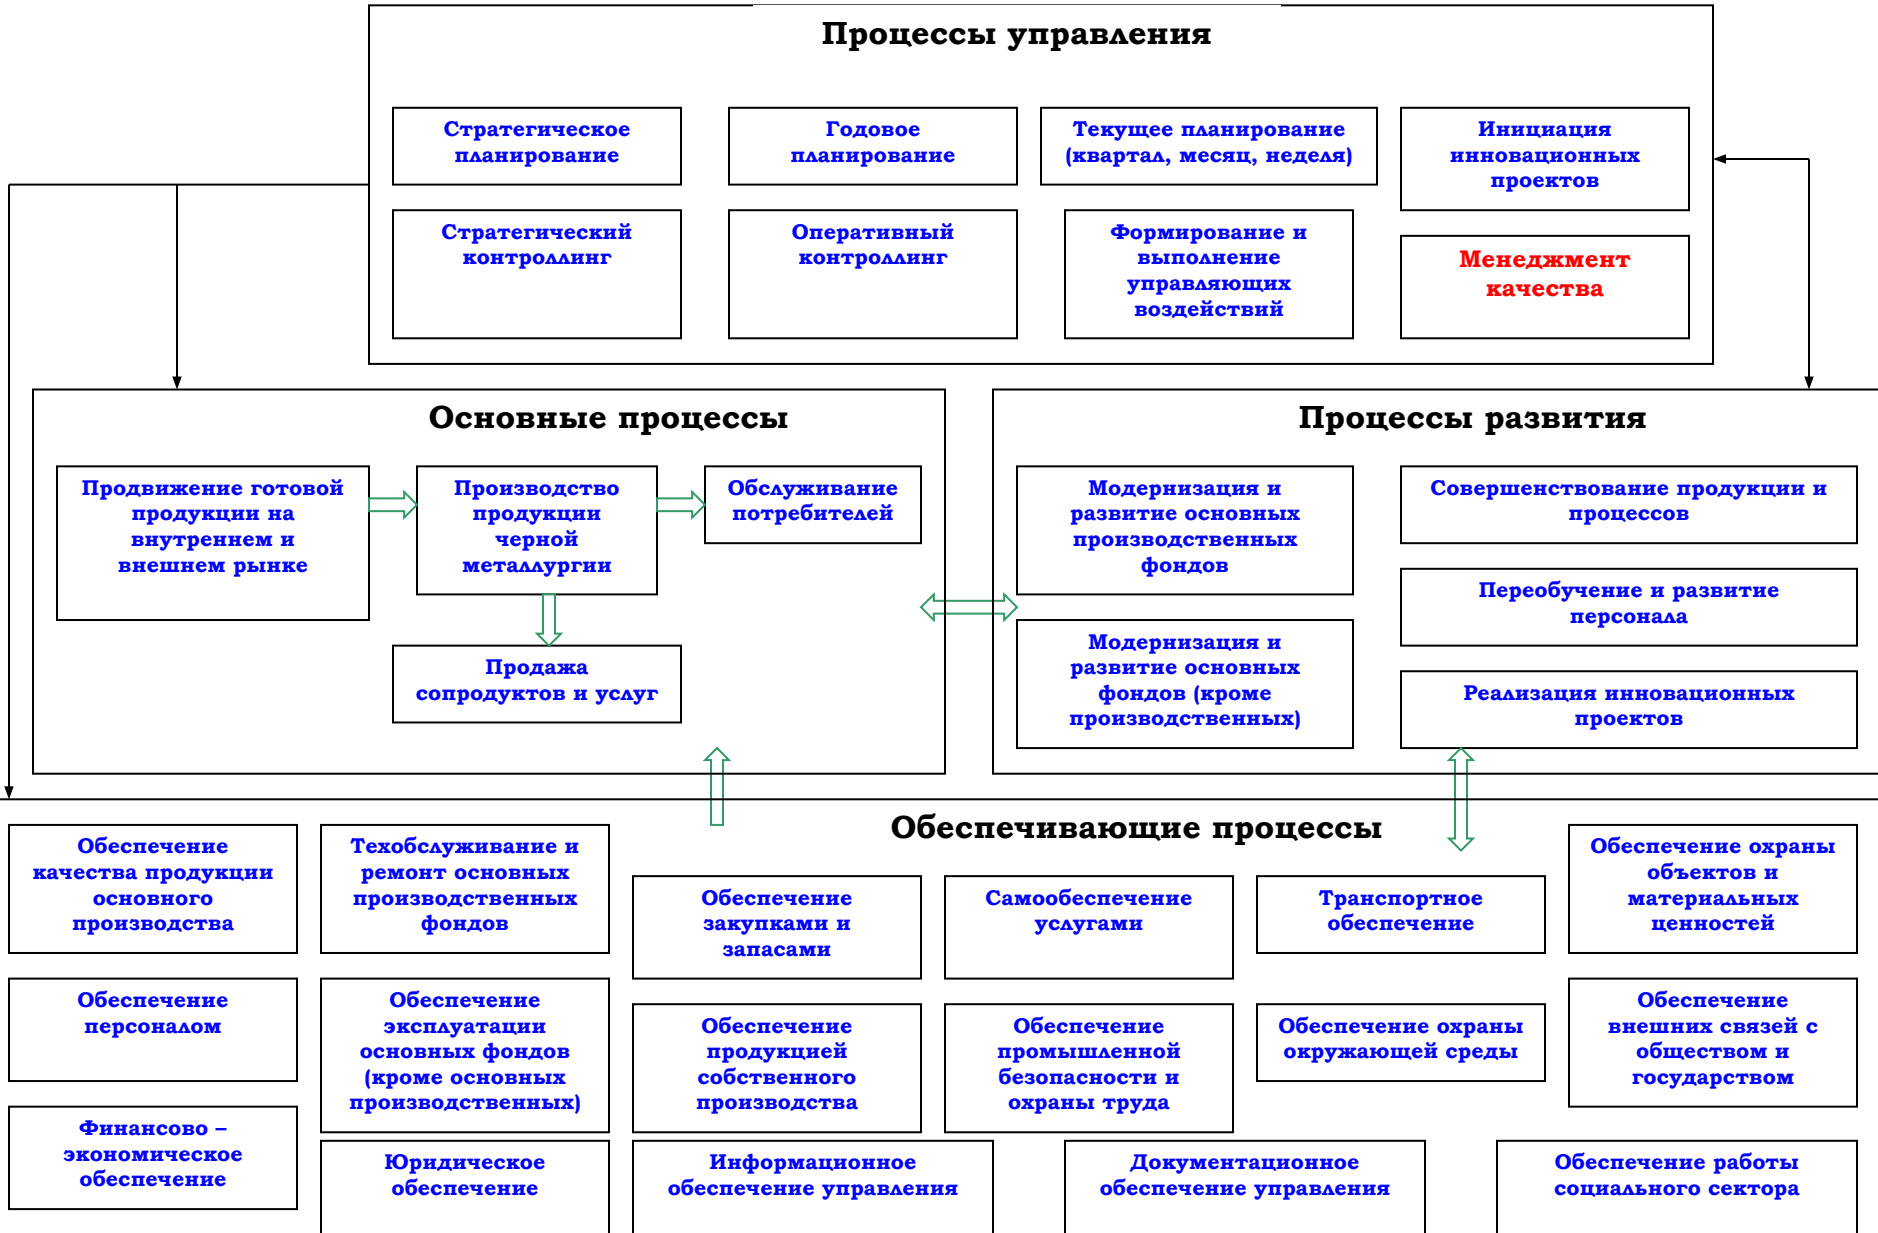 Процессы управления
Стратегическое
планирование
Годовое
планирование
Текущее планирование
(квартал, месяц, неделя)
Инициация
инновационных
проектов
Стратегический
контроллинг
Оперативный
контроллинг
Формирование и
выполнение
управляющих
воздействий
Менеджмент
качества
Основные процессы
Продвижение готовой
продукции на
внутреннем и
внешнем рынке
Производство
продукции
черной
металлургии
Обслуживание
потребителей
Продажа
сопродуктов и услуг
Процессы развития
Модернизация и
развитие основных
производственных
фондов
Совершенствование продукции и
процессов
Переобучение и развитие
персонала
Модернизация и
развитие основных
фондов (кроме
производственных)
Реализация инновационных
проектов
Обеспечивающие процессы
Обеспечение
качества продукции
основного
производства
Техобслуживание и
ремонт основных
производственных
фондов
Обеспечение
закупками и
запасами
Самообеспечение
услугами
Транспортное
обеспечение
Обеспечение охраны
объектов и
материальных
ценностей
Обеспечение
персоналом
Обеспечение
эксплуатации
основных фондов
(кроме основных
производственных)
Обеспечение
продукцией
собственного
производства
Обеспечение
промышленной
безопасности и
охраны труда
Обеспечение охраны
окружающей среды
Обеспечение
внешних связей с
обществом и
государством
Финансово –
экономическое
обеспечение
Юридическое
обеспечение
Информационное
обеспечение управления
Документационное
обеспечение управления
Обеспечение работы
социального сектора